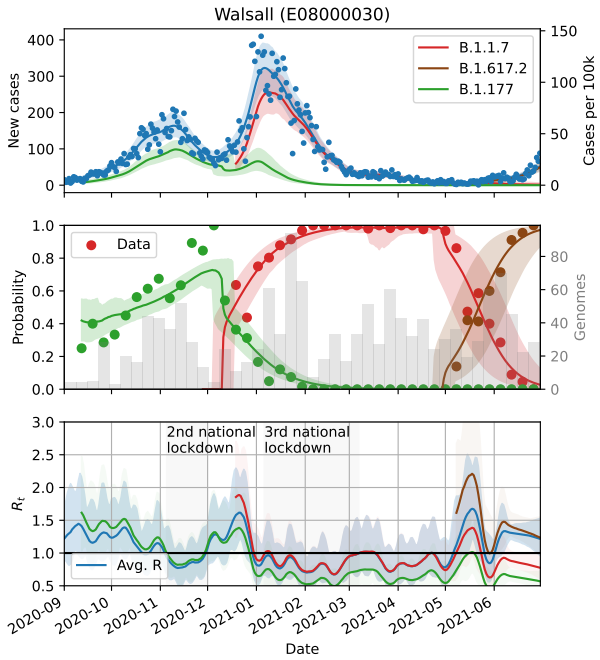 Walsall (E08000030)
New cases
400
300
200
100
0
B.1.1.7
B.1.617.2
B.1.177
150
100
50
0
Cases per 100k
Probability
1.0
0.8
0.6
0.4
0.2
0.0
Data
80
60
40
20
0
Genomes
R_t
3.0
2.5
2.0
1.5
1.0
0.5
2nd national
lockdown
3rd national
lockdown
Avg. R
2020-09
2020-10
2020-11
2020-12
2021-01
2021-02
2021-03
2021-04
2021-05
2021-06
Date